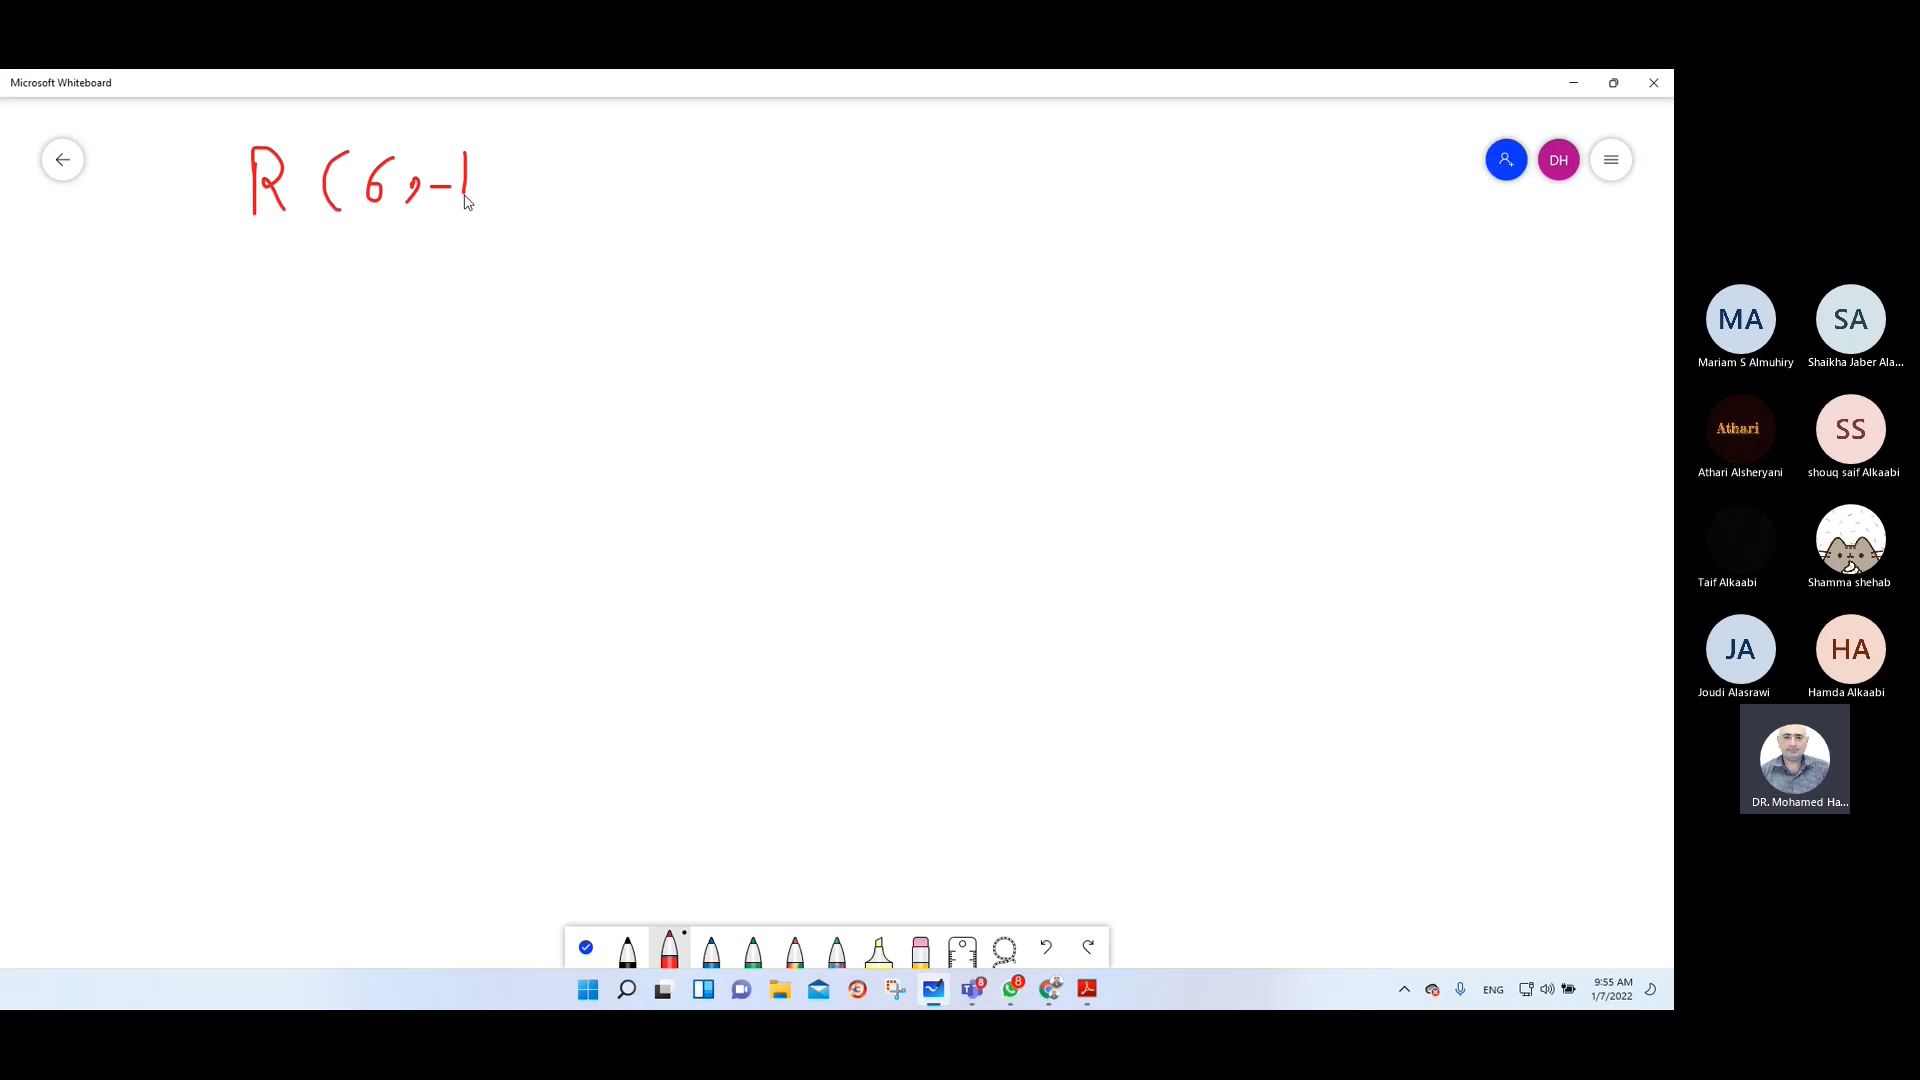 Microsoft Whiteboard
R (6,-1
DH
MA
SA
Mariam S Almuhiry
Shaikha Jaber Ala...
Athari
SS
Athari Alsheryani
shouq saif Alkaabi
Taif Alkaabi
Shamma shehab
JA
HA
Joudi Alasrawi
Hamda Alkaabi
DR. Mohamed Ha...
8
8
ENG
9:55 AM
1/7/2022